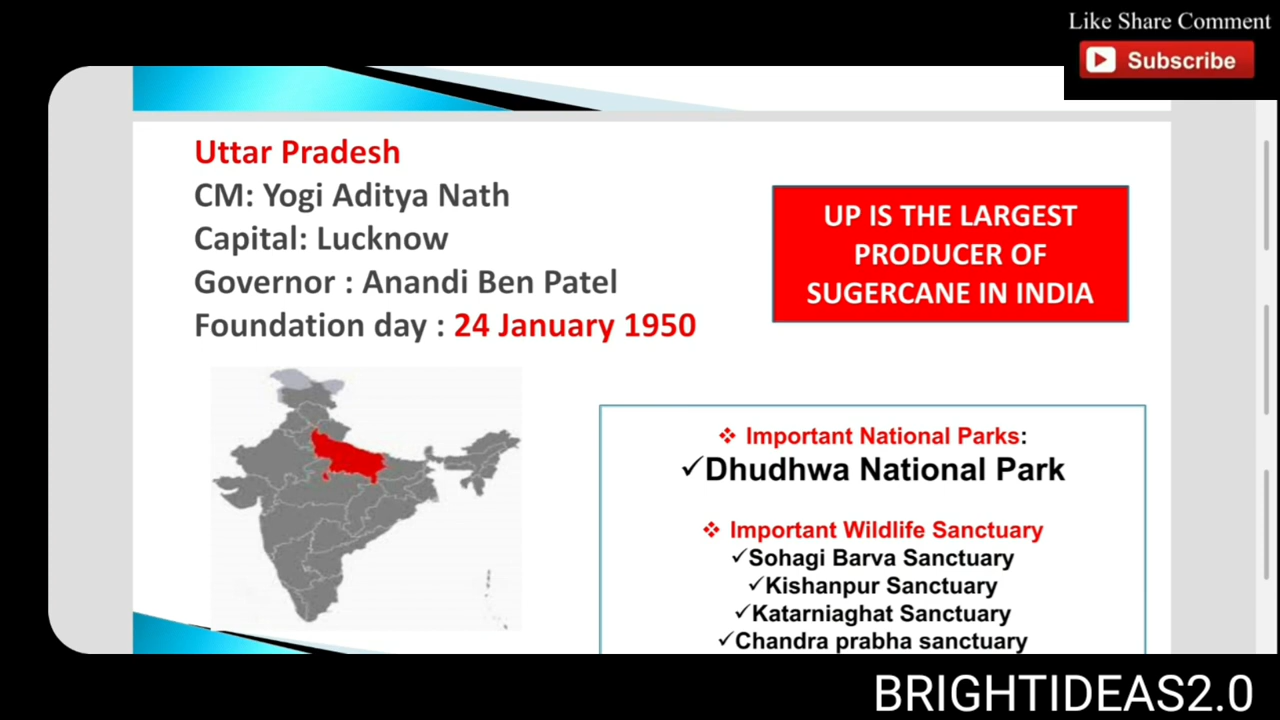 Like Share Comment
Subscribe
Uttar Pradesh
CM: Yogi Aditya Nath
Capital: Lucknow
Governor : Anandi Ben Patel
Foundation day : 24 January 1950
UP IS THE LARGEST
PRODUCER OF
SUGERCANE IN INDIA
❖ Important National Parks:
✓Dhudhwa National Park
❖ Important Wildlife Sanctuary
✓Sohagi Barva Sanctuary
✓Kishanpur Sanctuary
✓Katarniaghat Sanctuary
✓Chandra prabha sanctuary
BRIGHTIDEAS2.0